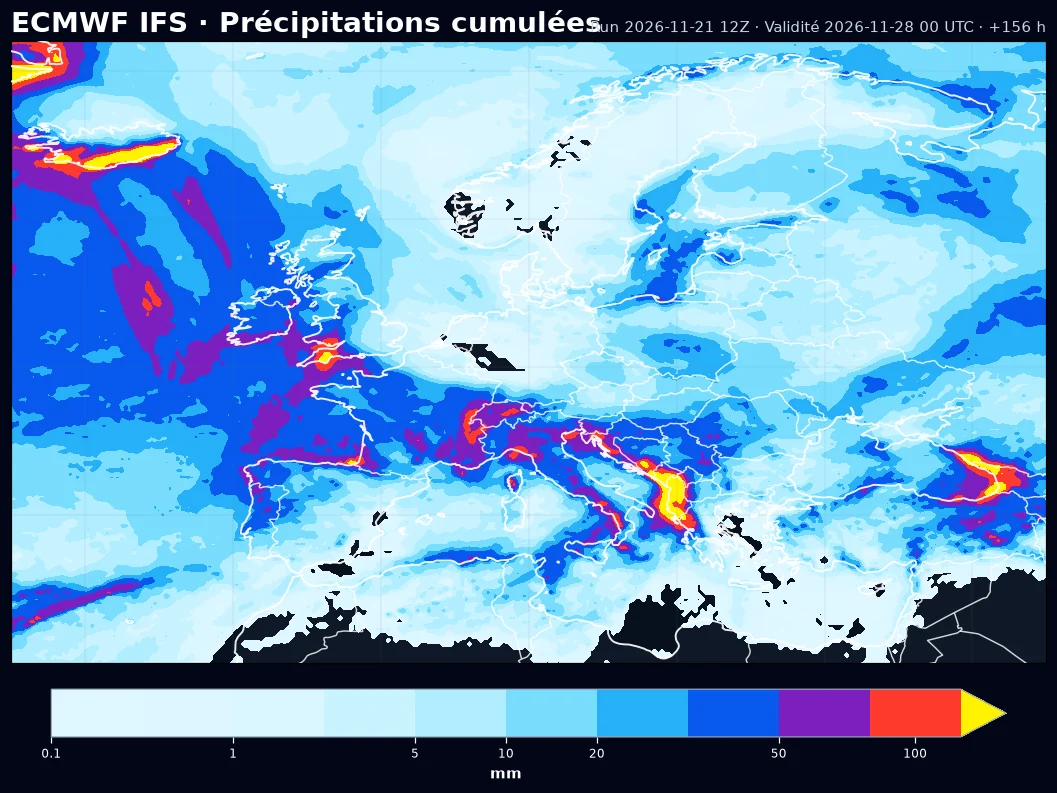 ECMWF IFS · Précipitations cumulées
Run 2026-11-21 12Z · Validité 2026-11-28 00 UTC · +156 h
0.1 1 5 10 20 50 100
mm